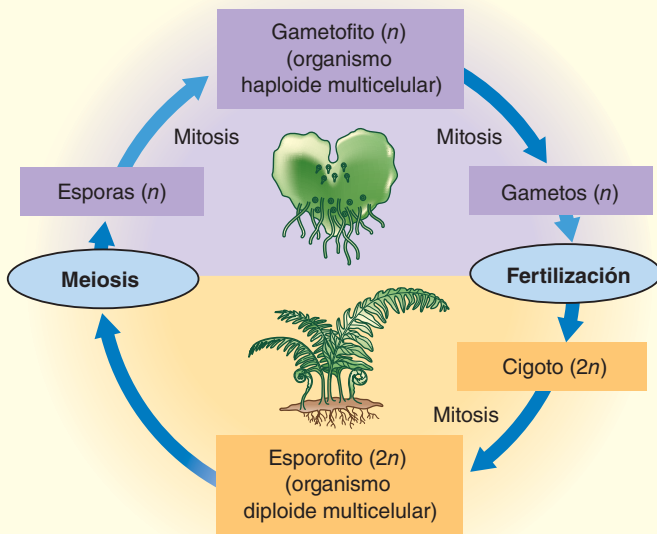 Gametofito (n)
(organismo
haploide multicelular)
Mitosis
Mitosis
Esporas (n)
Gametos (n)
Meiosis
Fertilización
Cigoto (2n)
Mitosis
Esporofito (2n)
(organismo
diploide multicelular)